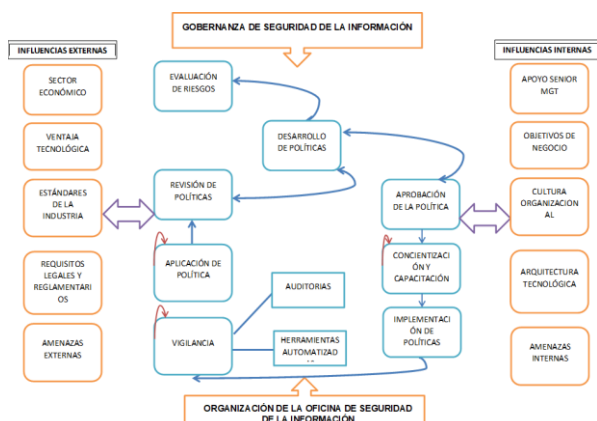 GOBERNANZA DE SEGURIDAD DE LA INFORMACIÓN
INFLUENCIAS EXTERNAS
SECTOR
ECONÓMICO
VENTAJA
TECNOLÓGICA
ESTÁNDARES
DE LA
INDUSTRIA
REQUISITOS
LEGALES Y
REGLAMENTARI
OS
AMENAZAS
EXTERNAS
EVALUACIÓN
DE RIESGOS
DESARROLLO
DE POLÍTICAS
REVISIÓN DE
POLÍTICAS
APLICACIÓN DE
POLÍTICA
VIGILANCIA
AUDITORIAS
HERRAMIENTAS
AUTOMATIZAD
APROBACIÓN
DE LA POLÍTICA
CONCIENTIZACI
ÓN Y
CAPACITACIÓN
IMPLEMENTACI
ÓN DE
POLÍTICAS
INFLUENCIAS INTERNAS
APOYO SENIOR
MGT
OBJETIVOS DE
NEGOCIO
CULTURA
ORGANIZACION
AL
ARQUITECTURA
TECNOLÓGICA
AMENAZAS
INTERNAS
ORGANIZACIÓN DE LA OFICINA DE SEGURIDAD
DE LA INFORMACIÓN